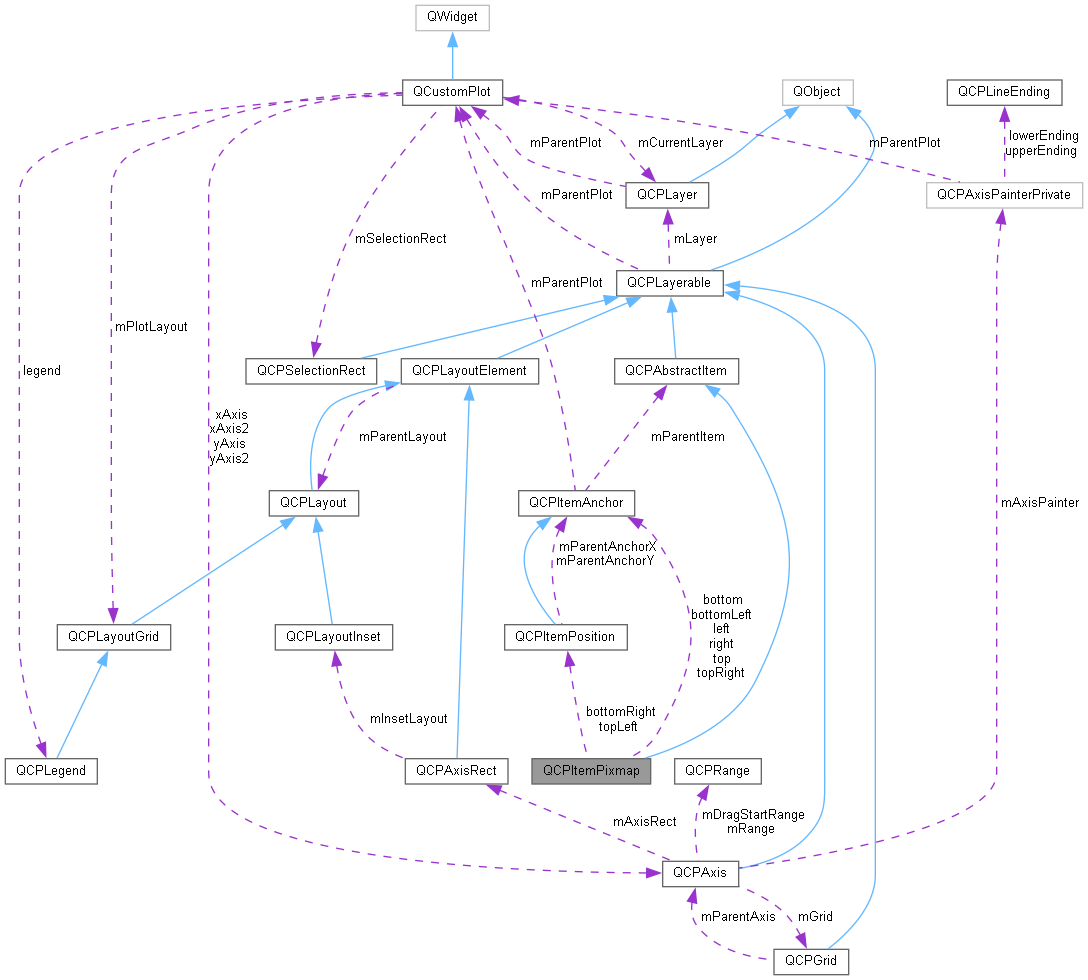 QWidget
QCustomPlot
QObject
QCPLineEnding
mParentPlot
mCurrentLayer
mParentPlot
lowerEnding
upperEnding
QCPLayer
mParentPlot
QCPAxisPainterPrivate
mSelectionRect
mLayer
mParentPlot
QCPLayerable
mPlotLayout
legend
QCPSelectionRect
QCPLayoutElement
QCPAbstractItem
xAxis
xAxis2
yAxis
yAxis2
mParentLayout
mParentItem
QCPLayout
QCPItemAnchor
mAxisPainter
mParentAnchorX
mParentAnchorY
bottom
bottomLeft
left
right
top
topRight
QCPLayoutGrid
QCPLayoutInset
QCPItemPosition
mInsetLayout
bottomRight
topLeft
QCPLegend
QCPAxisRect
QCPItemPixmap
QCPRange
mAxisRect
mDragStartRange
mRange
QCPAxis
mParentAxis
mGrid
QCPGrid